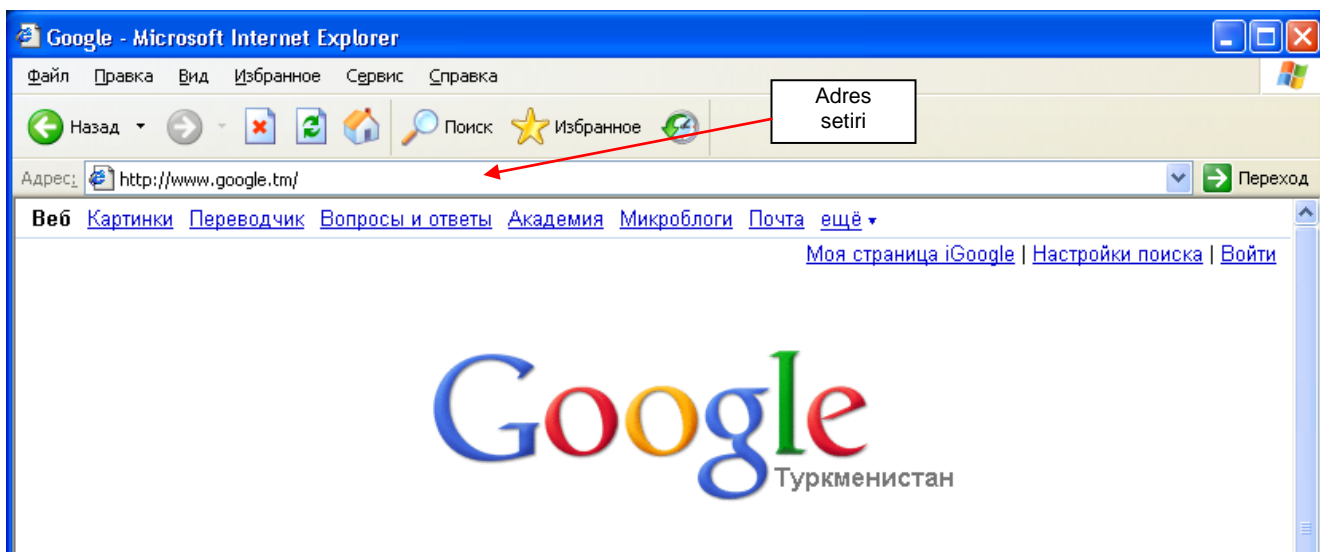 Google - Microsoft Internet Explorer
Файл Правка Вид Избранное Сервис Справка
Adres
setiri
Назад Поиск Избранное
Адрес: http://www.google.tm/ Переход
Веб Картинки Переводчик Вопросы и ответы Академия Микроблоги Почта ещё
Моя страница iGoogle | Настройки поиска | Войти
Google
Туркменистан